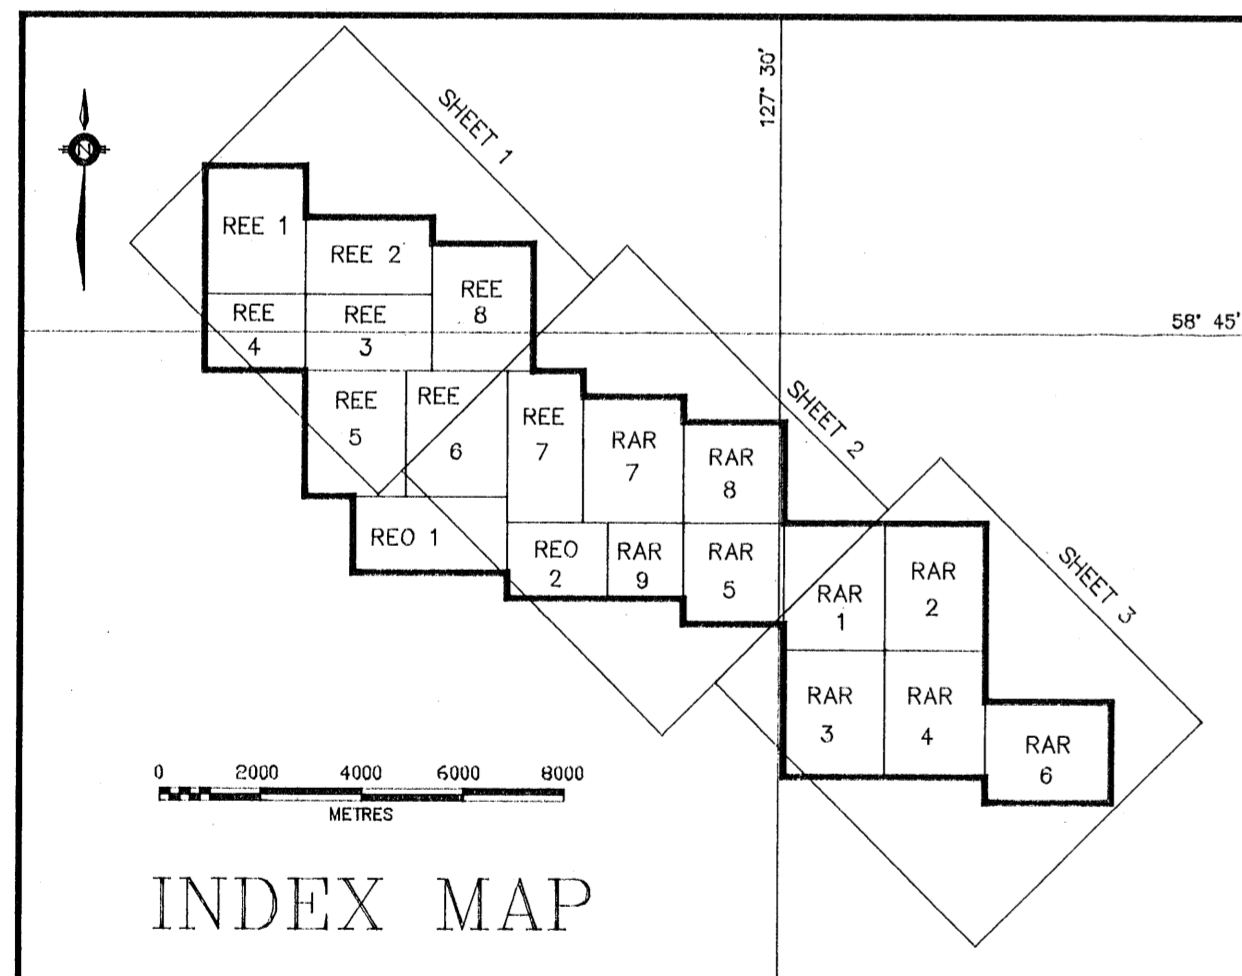 SHEET 1
127° 30'
N
REE 1
REE 2
REE
8
58° 45'
REE
4
REE
3
REE
5
REE
6
REE
7
RAR
7
RAR
8
SHEET 2
REO 1
REO
2
RAR
9
RAR
5
RAR
1
RAR
2
SHEET 3
RAR
3
RAR
4
RAR
6
0 2000 4000 6000 8000
METRES
INDEX MAP